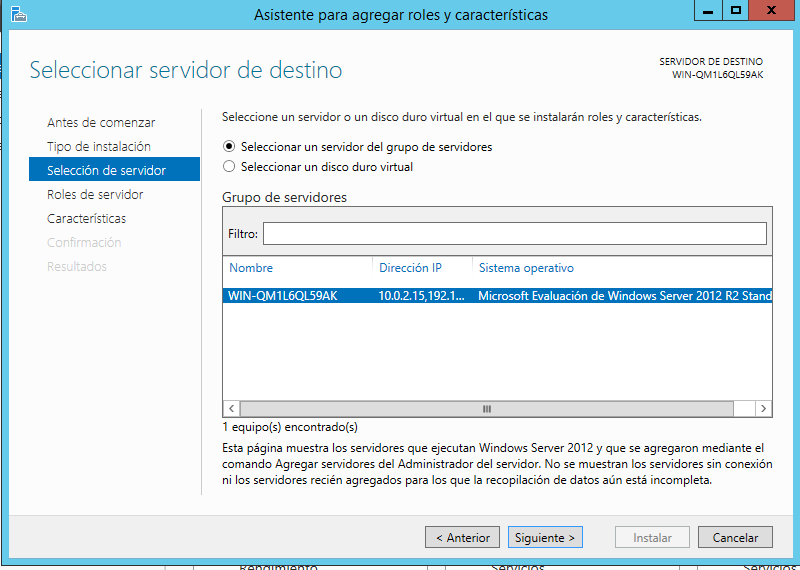 Asistente para agregar roles y características
Seleccionar servidor de destino
SERVIDOR DE DESTINO
WIN-QM1L6QL59AK
Antes de comenzar
Tipo de instalación
Selección de servidor
Roles de servidor
Características
Confirmación
Resultados
Seleccione un servidor o un disco duro virtual en el que se instalarán roles y características.
Seleccionar un servidor del grupo de servidores
Seleccionar un disco duro virtual
Grupo de servidores
Filtro:
Nombre Dirección IP Sistema operativo
WIN-QM1L6QL59AK 10.0.2.15,192.1... Microsoft Evaluación de Windows Server 2012 R2 Stand
1 equipo(s) encontrado(s)
Esta página muestra los servidores que ejecutan Windows Server 2012 y que se agregaron mediante el
comando Agregar servidores del Administrador del servidor. No se muestran los servidores sin conexión
ni los servidores recién agregados para los que la recopilación de datos aún está incompleta.
< Anterior Siguiente > Instalar Cancelar
Rendimiento Servicios Servicios